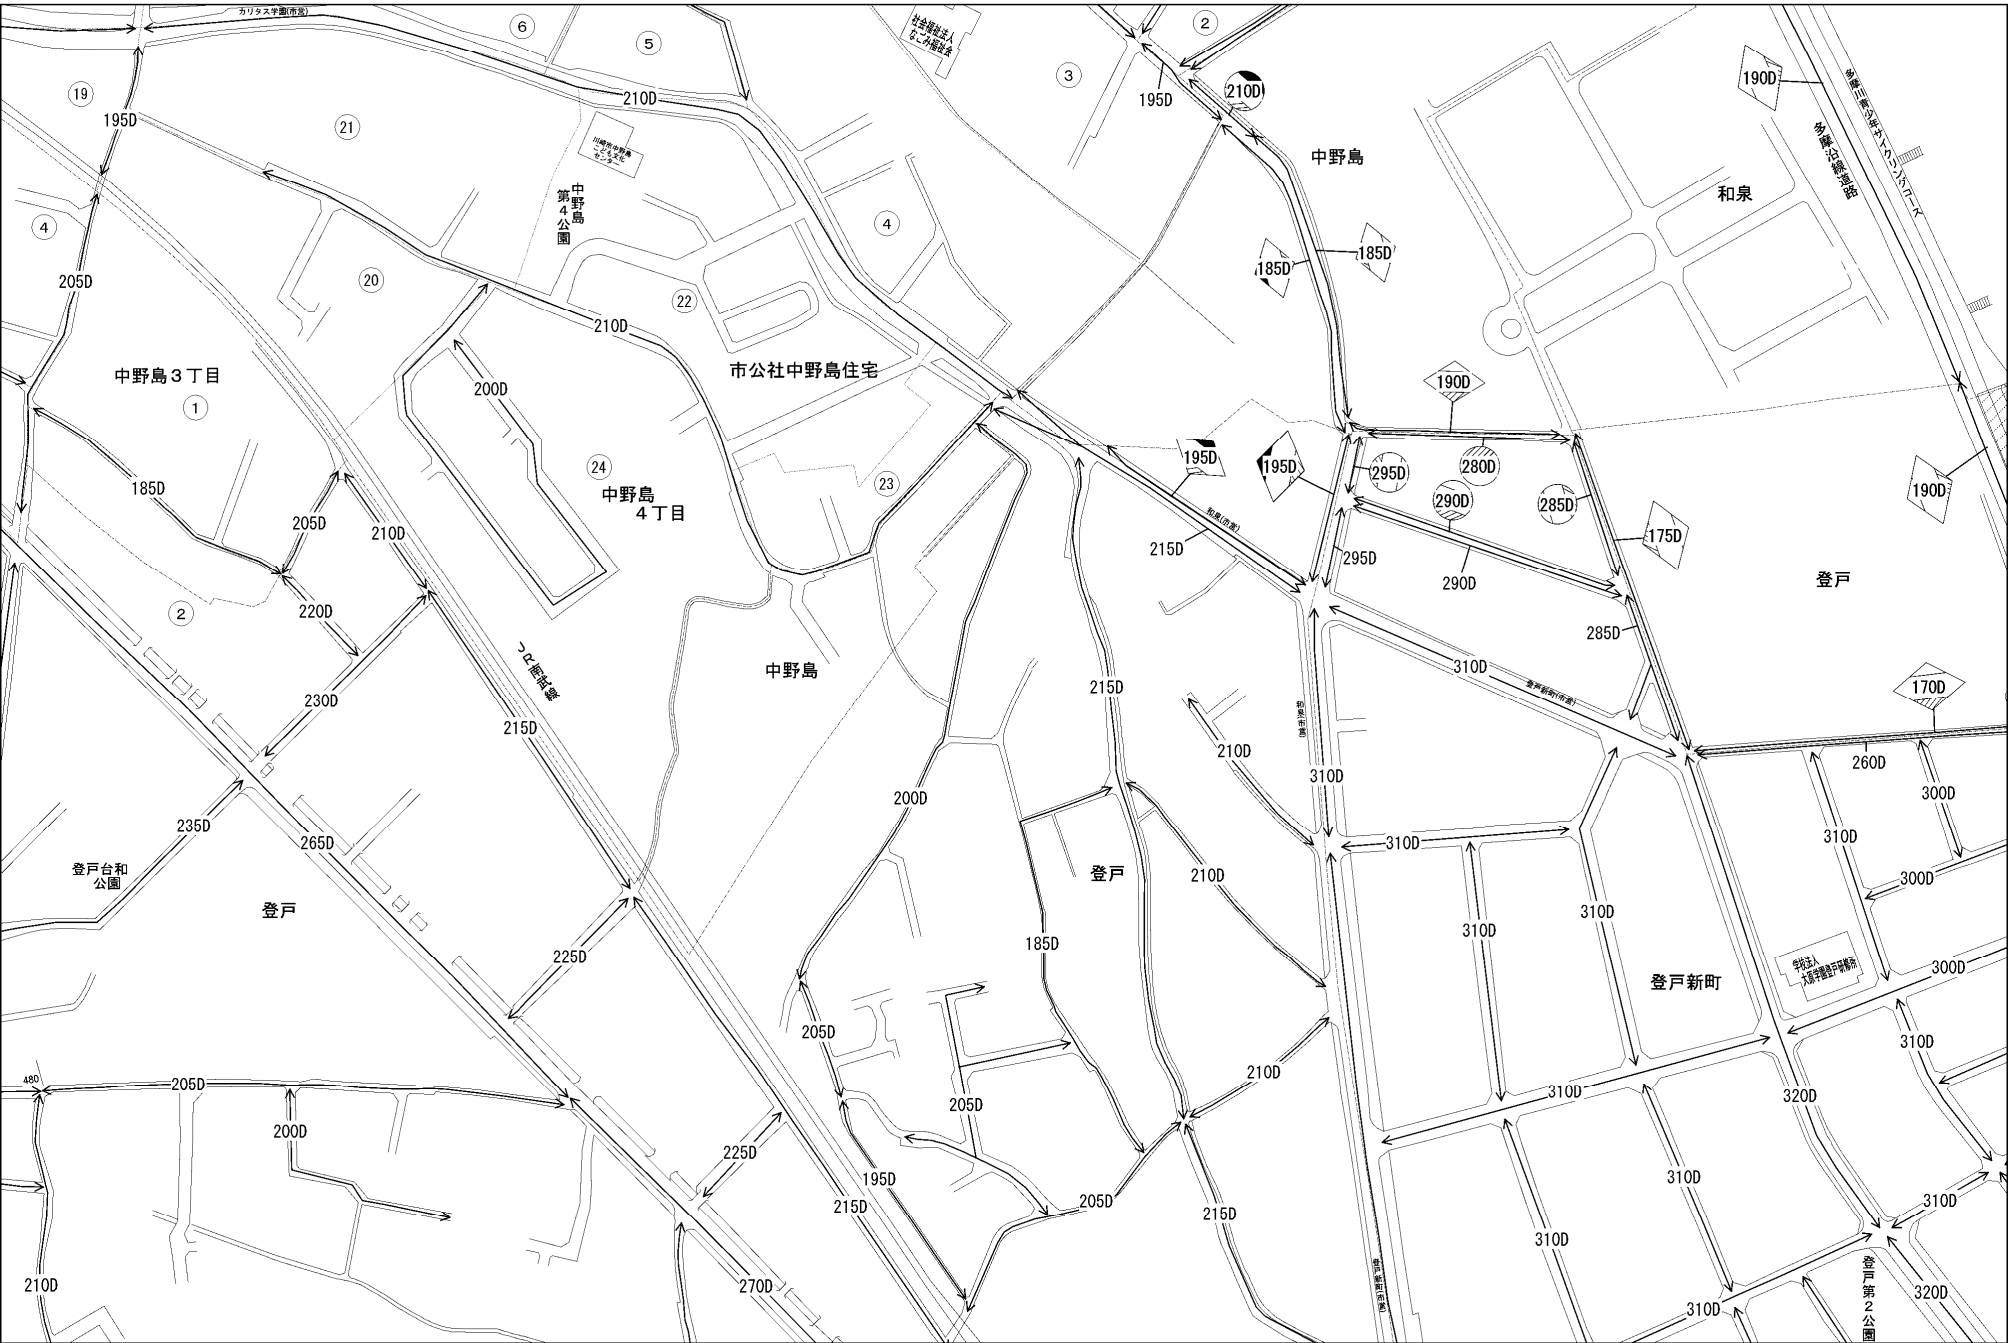 カリタス学園(市営)
⑥
⑤
②
③
社会福祉法人
なごみ福祉会
210D
195D
210D
190D
多摩川青少年サイクリングコース
多摩沿線道路
⑲
195D
㉑
川崎市中野島
こども文化
センター
中野島
和泉
中野島
第4公園
④
④
205D
⑳
㉒
185D
185D
210D
市公社中野島住宅
中野島3丁目
①
200D
190D
185D
㉔
中野島
4丁目
㉓
195D
195D
295D
280D
290D
285D
190D
175D
205D
210D
和泉(市営)
215D
295D
290D
登戸
②
220D
285D
JR南武線
中野島
310D
登戸新町(市営)
170D
230D
215D
215D
和泉(市営)
210D
310D
260D
300D
200D
235D
265D
310D
310D
登戸台和
公園
登戸
登戸
210D
300D
310D
310D
185D
225D
登戸新町
学校法人
大原学園登戸研修所
300D
205D
310D
480
205D
210D
310D
320D
200D
205D
225D
195D
215D
205D
215D
310D
310D
310D
登戸新町(市営)
210D
270D
310D
320D
登戸第2公園